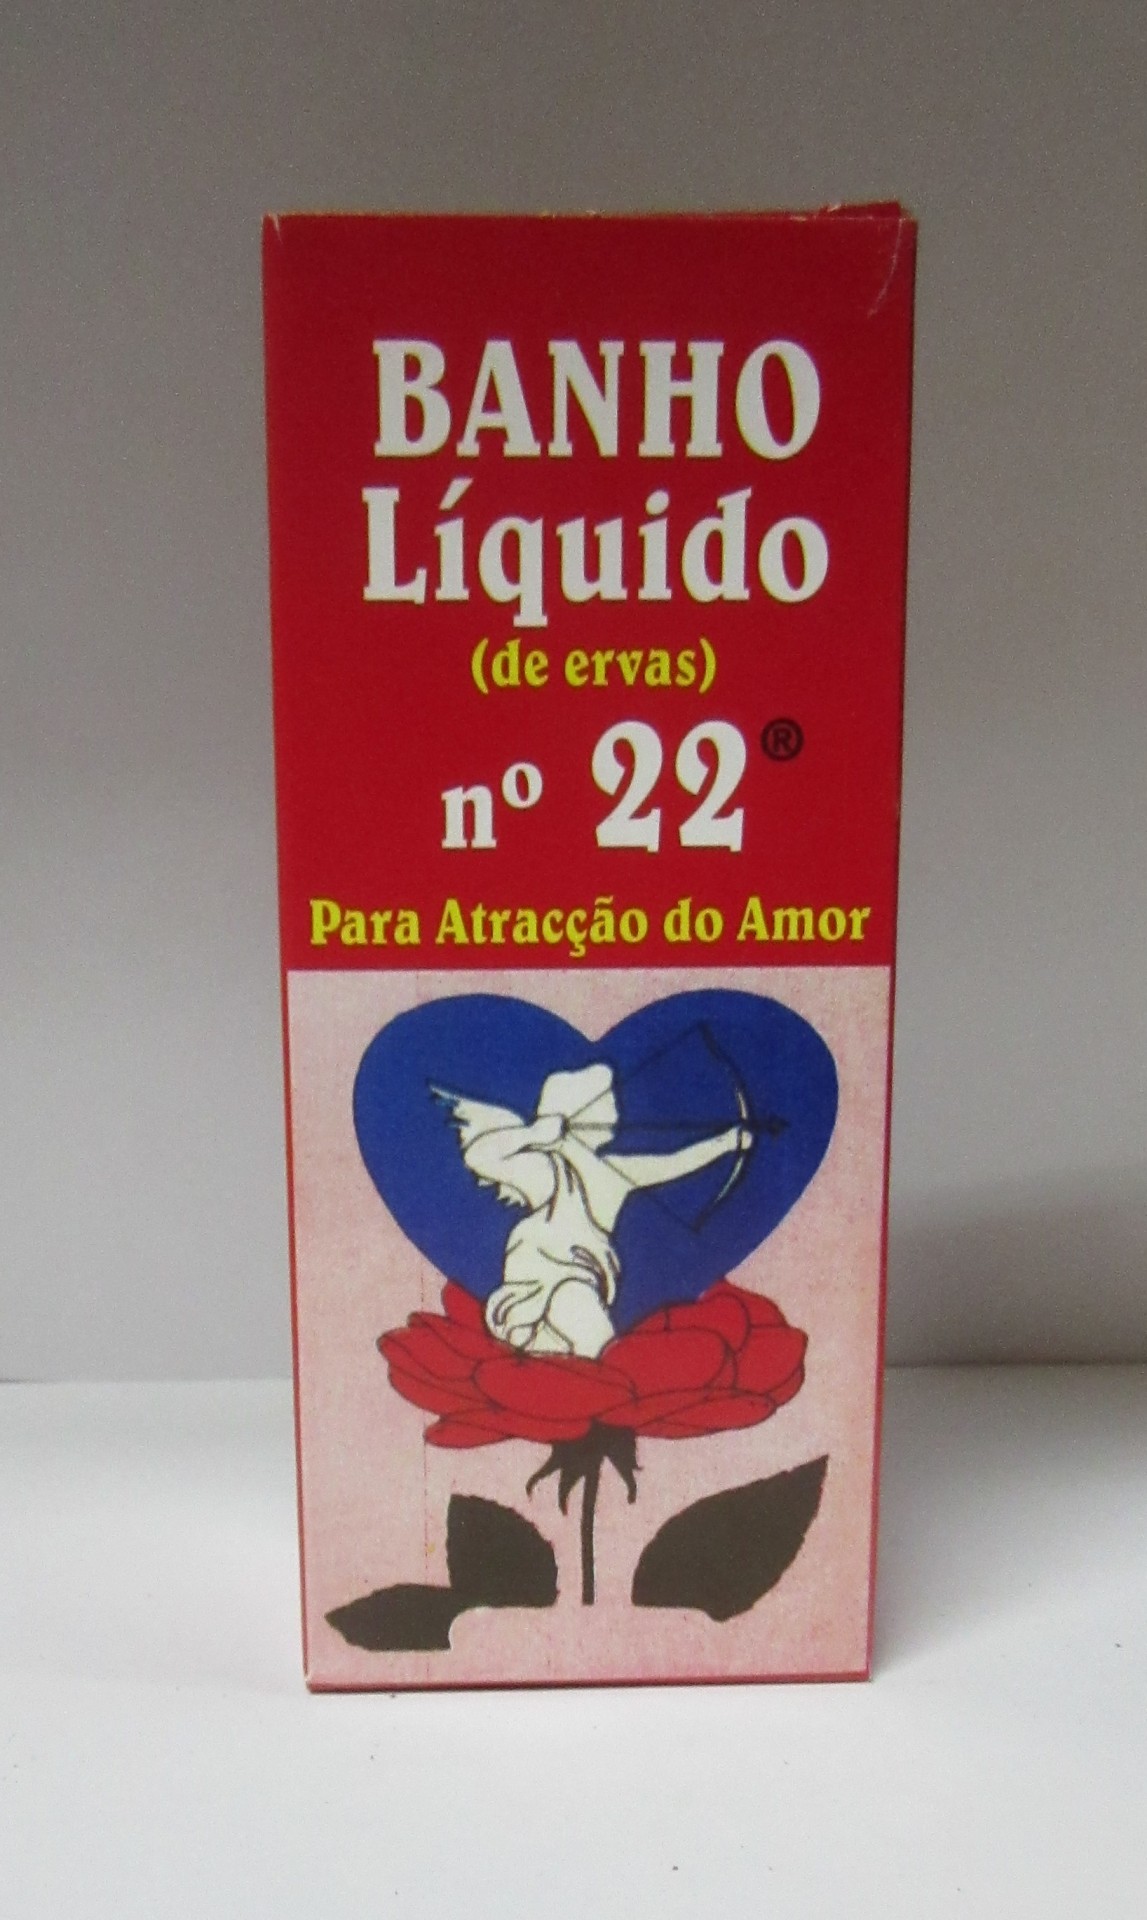 BANHO
Líquido
(de ervas)
nº 22®
Para Atracção do Amor